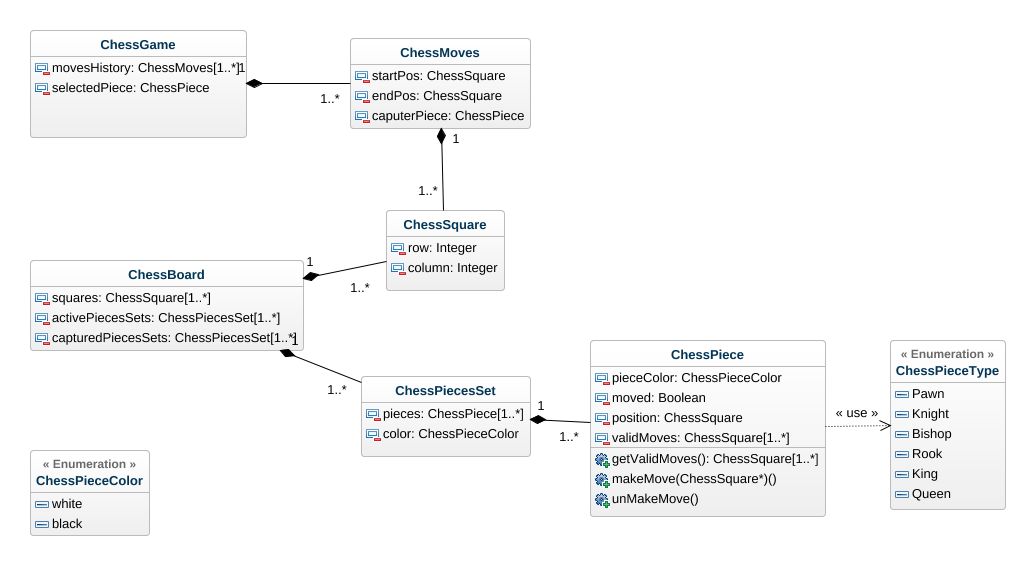 ChessGame
movesHistory: ChessMoves[1..*]
selectedPiece: ChessPiece
1
1..*
ChessMoves
startPos: ChessSquare
endPos: ChessSquare
caputerPiece: ChessPiece
1
1..*
ChessSquare
row: Integer
column: Integer
ChessBoard
squares: ChessSquare[1..*]
activePiecesSets: ChessPiecesSet[1..*]
capturedPiecesSets: ChessPiecesSet[1..*]
1
1..*
1
1..*
ChessPiecesSet
pieces: ChessPiece[1..*]
color: ChessPieceColor
1
1..*
ChessPiece
pieceColor: ChessPieceColor
moved: Boolean
position: ChessSquare
validMoves: ChessSquare[1..*]
getValidMoves(): ChessSquare[1..*]
makeMove(ChessSquare*)()
unMakeMove()
« use »
« Enumeration »
ChessPieceType
Pawn
Knight
Bishop
Rook
King
Queen
« Enumeration »
ChessPieceColor
white
black